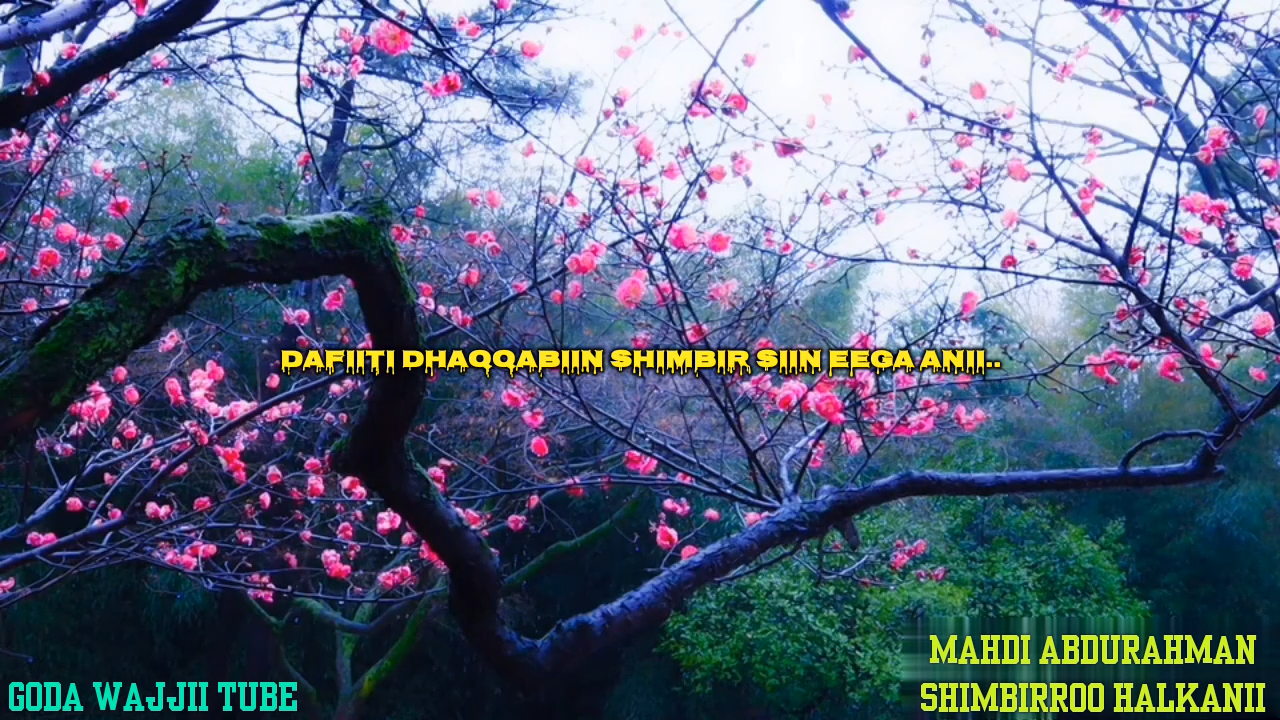 DAFIITI DHAQQABIIN SHIMBIR SIIN EEGA ANII..
MAHDI ABDURAHMAN
SHIMBIRROO HALKANII
GODA WAJJII TUBE